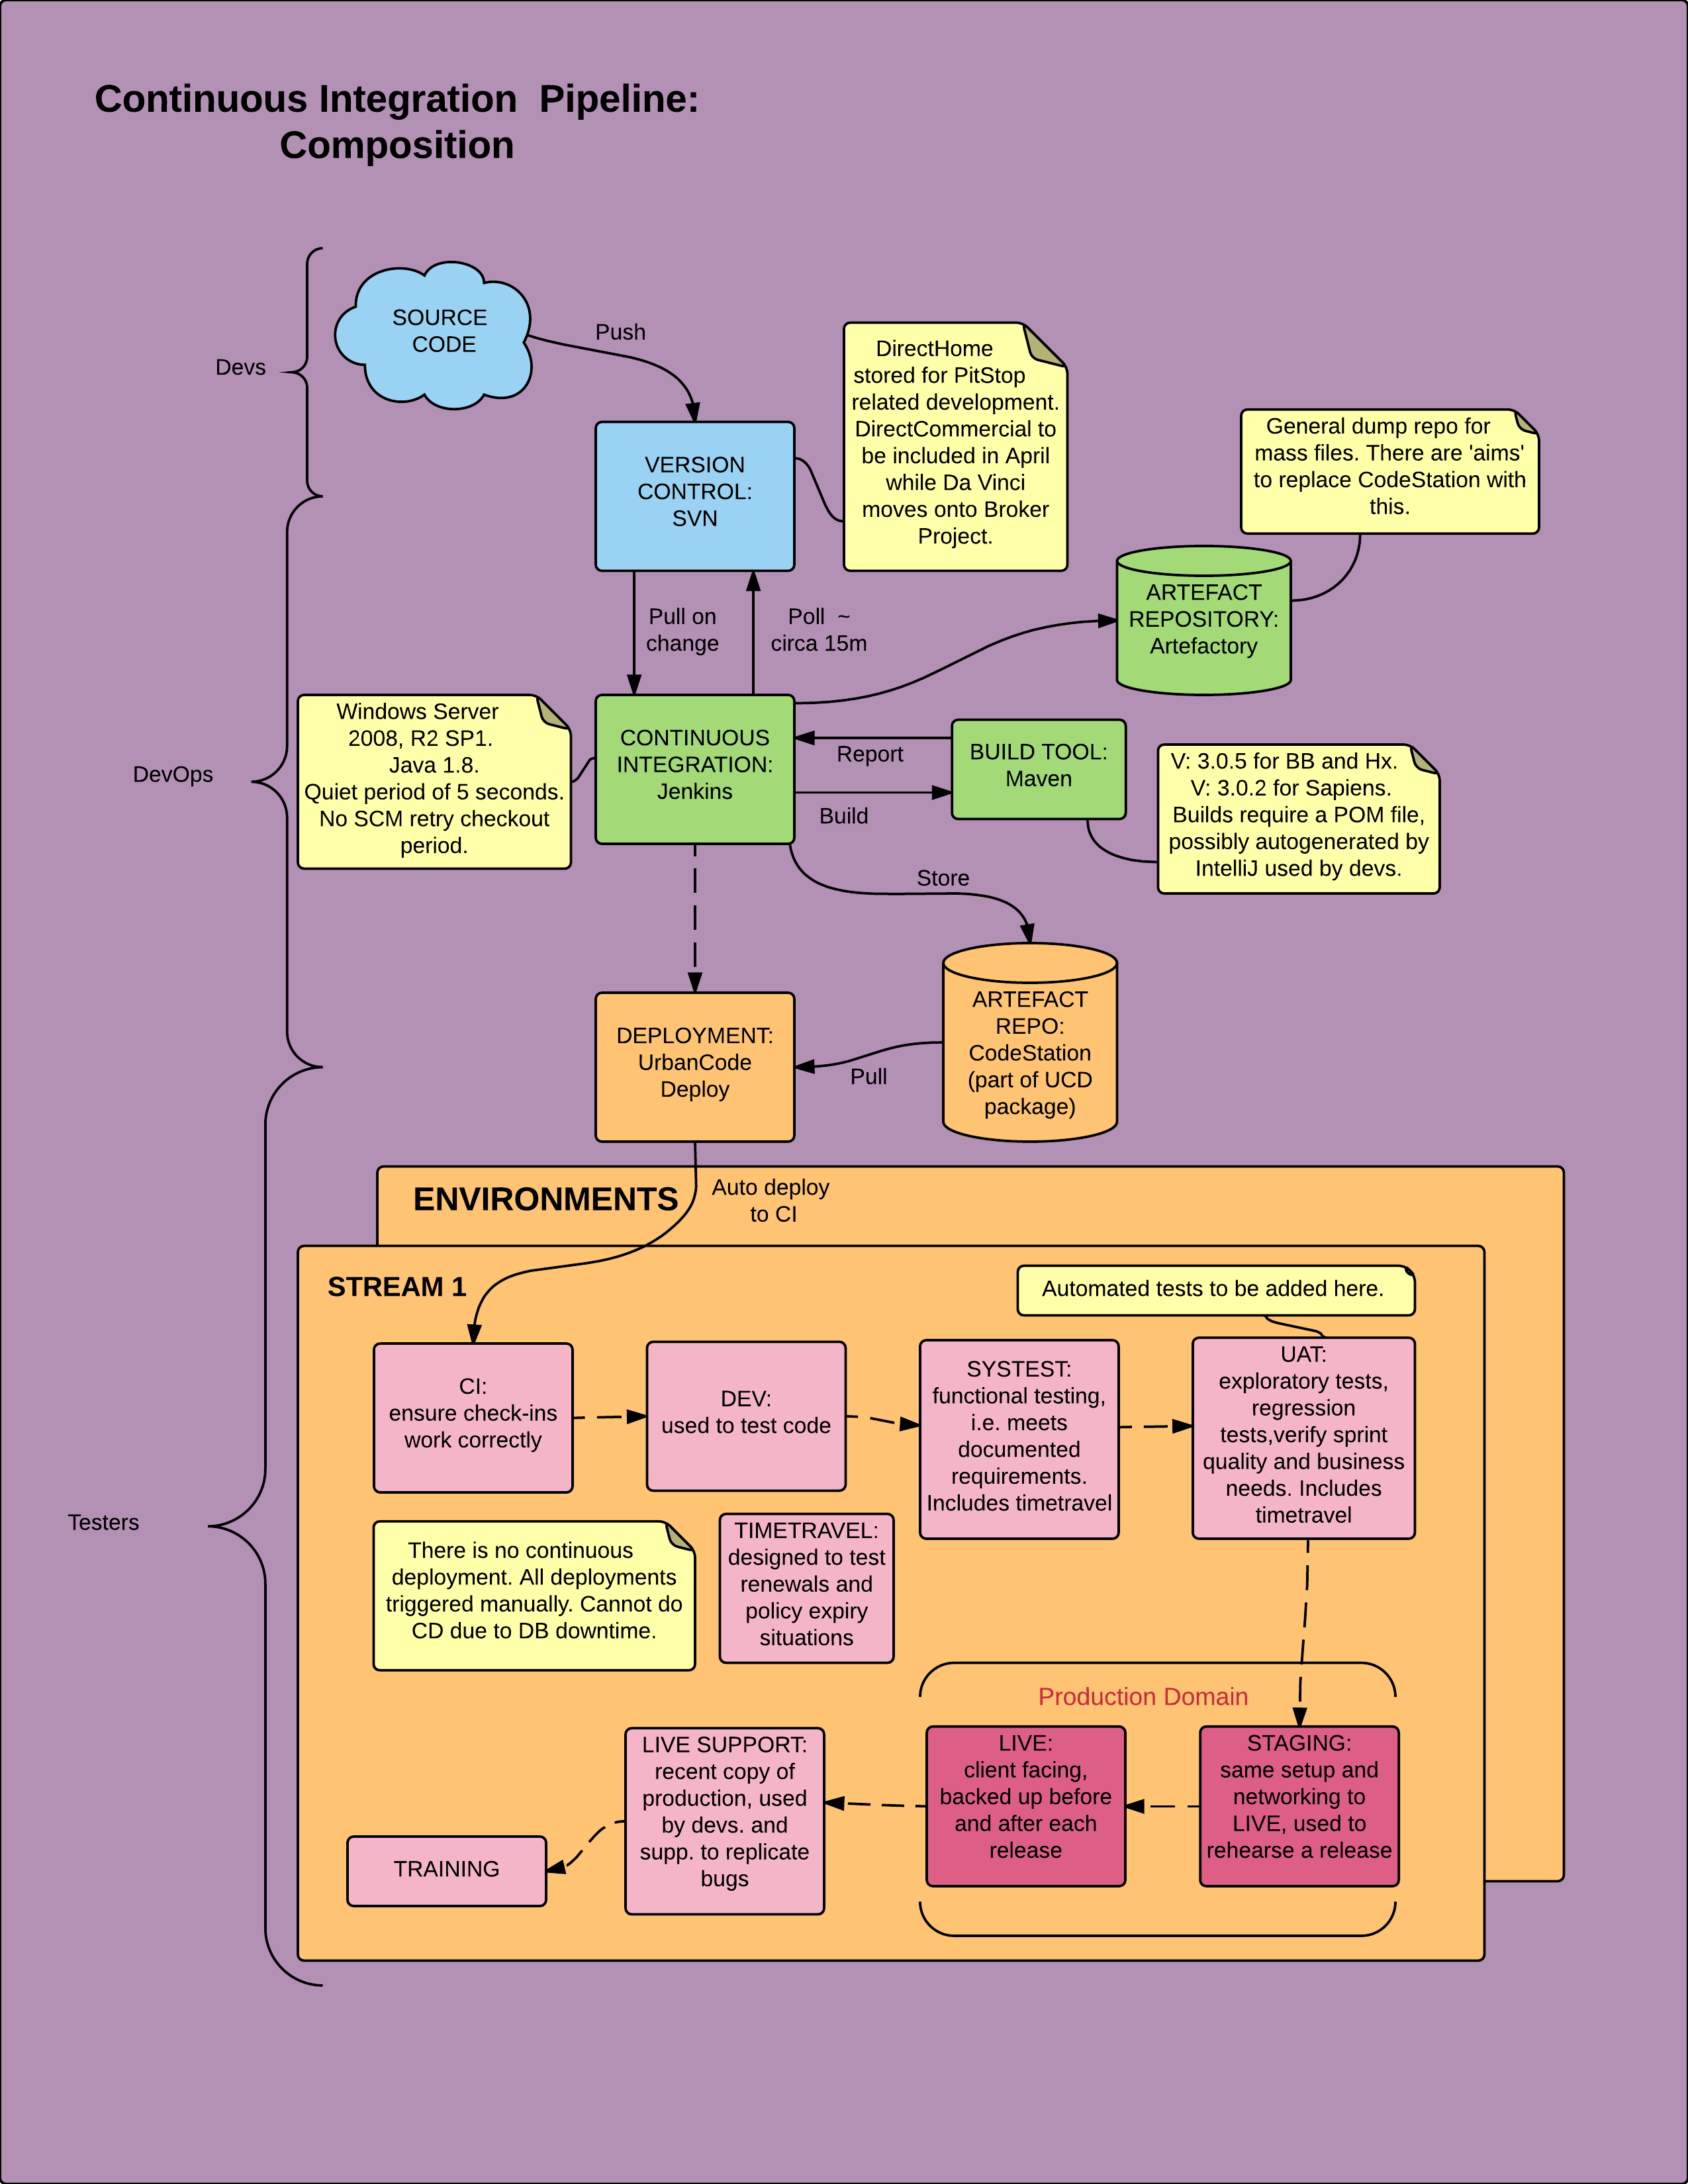 Continuous Integration  Pipeline:
Composition
SOURCE
CODE
Push
Devs
DirectHome
stored for PitStop
related development.
DirectCommercial to
be included in April
while Da Vinci
moves onto Broker
Project.
General dump repo for
mass files. There are 'aims'
to replace CodeStation with
this.
VERSION
CONTROL:
SVN
ARTEFACT
REPOSITORY:
Artefactory
Pull on
change
Poll  ~
circa 15m
DevOps
Windows Server
2008, R2 SP1.
Java 1.8.
Quiet period of 5 seconds.
No SCM retry checkout
period.
CONTINUOUS
INTEGRATION:
Jenkins
Report
Build
BUILD TOOL:
Maven
V: 3.0.5 for BB and Hx.
V: 3.0.2 for Sapiens.
Builds require a POM file,
possibly autogenerated by
IntelliJ used by devs.
Store
DEPLOYMENT:
UrbanCode
Deploy
Pull
ARTEFACT
REPO:
CodeStation
(part of UCD
package)
ENVIRONMENTS
Auto deploy
to CI
STREAM 1
Automated tests to be added here.
CI:
ensure check-ins
work correctly
DEV:
used to test code
SYSTEST:
functional testing,
i.e. meets
documented
requirements.
Includes timetravel
UAT:
exploratory tests,
regression
tests,verify sprint
quality and business
needs. Includes
timetravel
Testers
There is no continuous
deployment. All deployments
triggered manually. Cannot do
CD due to DB downtime.
TIMETRAVEL:
designed to test
renewals and
policy expiry
situations
Production Domain
LIVE SUPPORT:
recent copy of
production, used
by devs. and
supp. to replicate
bugs
LIVE:
client facing,
backed up before
and after each
release
STAGING:
same setup and
networking to
LIVE, used to
rehearse a release
TRAINING